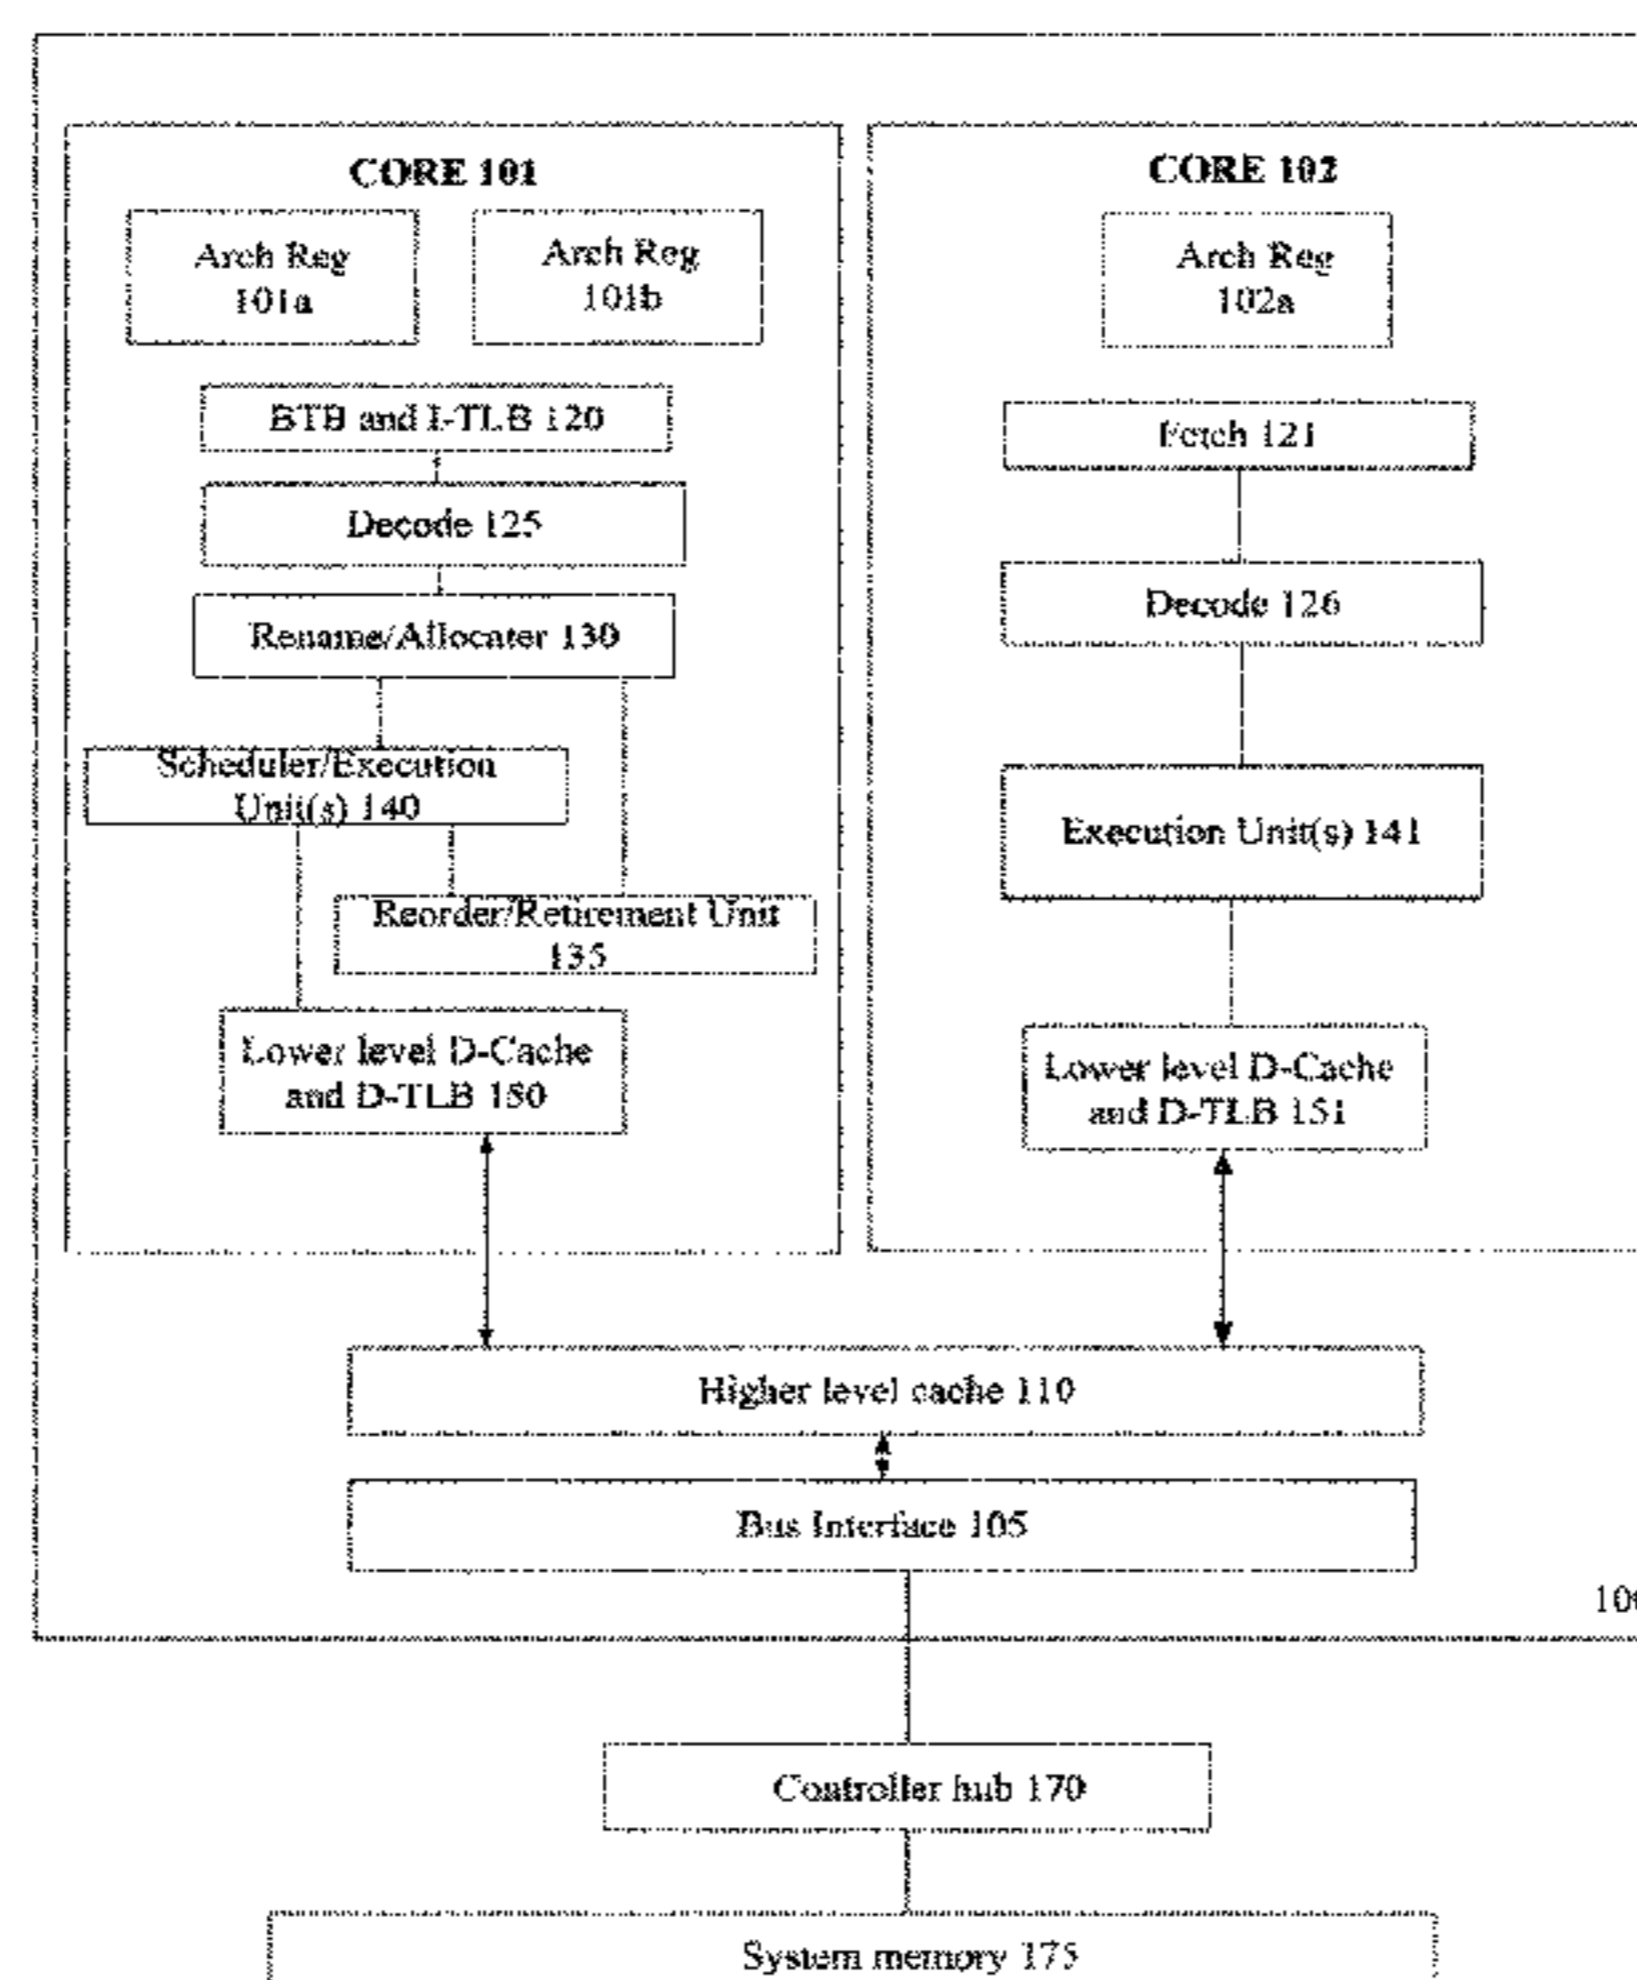 CORE 101
Arch Reg
101a
Arch Reg
101b
BTB and I-TLB 120
Decode 125
Rename/Allocater 130
Scheduler/Execution
Unit(s) 140
Reorder/Retirement Unit
135
Lower level D-Cache
and D-TLB 150
CORE 102
Arch Reg
102a
Fetch 121
Decode 126
Execution Unit(s) 141
Lower level D-Cache
and D-TLB 151
Higher level cache 110
Bus Interface 105
Controller hub 170
System memory 175